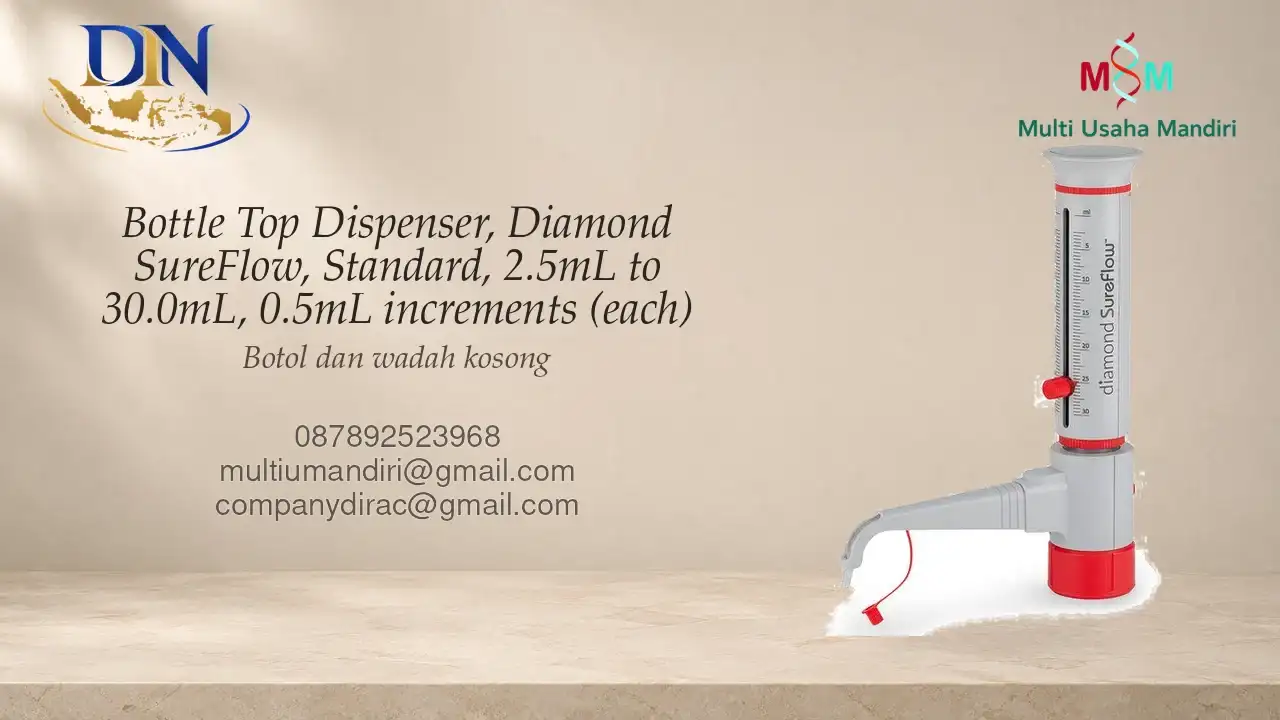 DN
M M
Multi Usaha Mandiri
Bottle Top Dispenser, Diamond
SureFlow, Standard, 2.5mL to
30.0mL, 0.5mL increments (each)
Botol dan wadah kosong
087892523968
multiumandiri@gmail.com
companydirac@gmail.com
ml
5
10
15
20
25
30
diamond SureFlow™